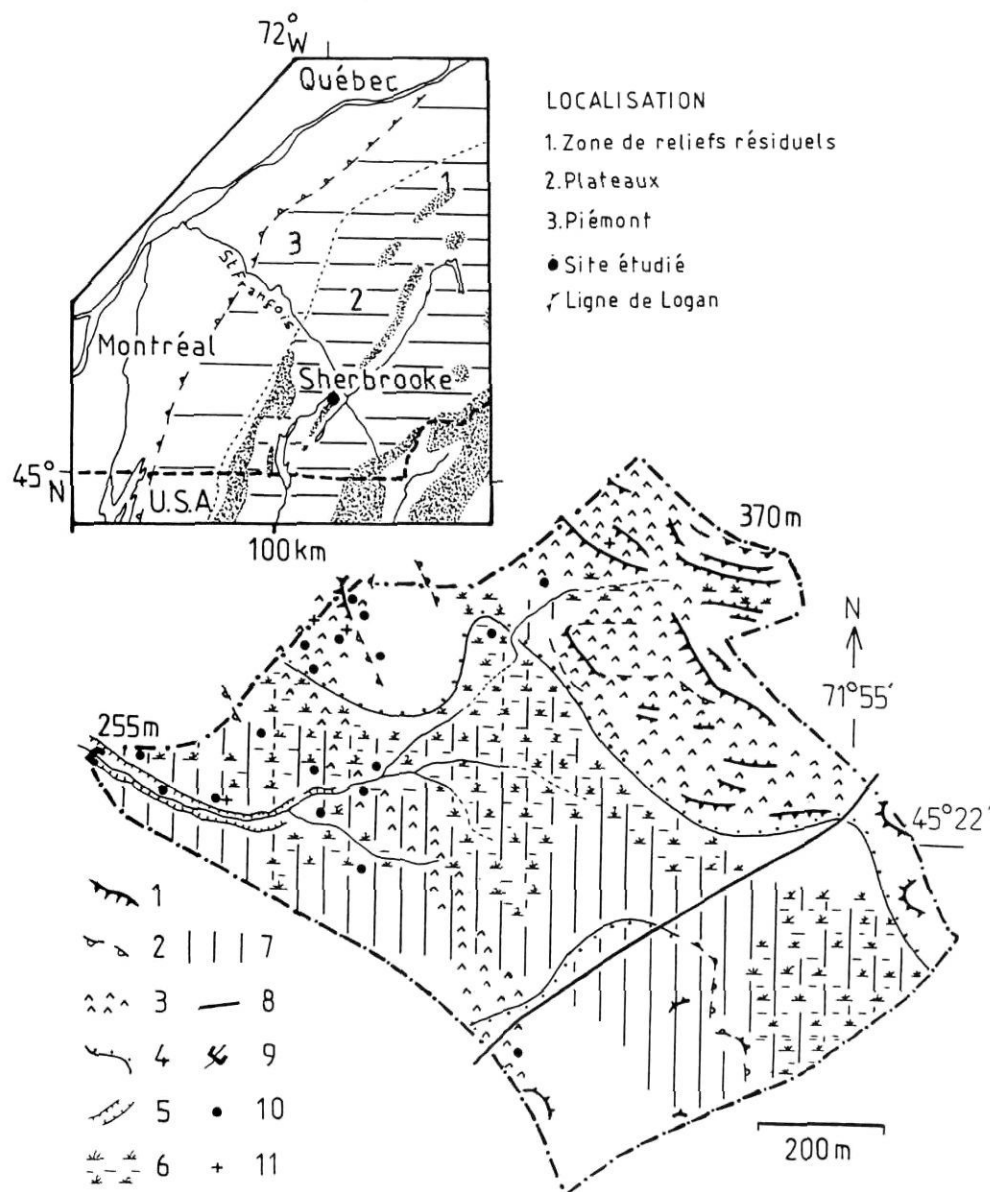 72°
W
Québec
1
3
St François
2
Montréal
Sherbrooke
45°
N
U.S.A
100km
LOCALISATION
1. Zone de reliefs résiduels
2. Plateaux
3. Piémont
Site étudié
Ligne de Logan
370m
N
71°55′
255m
45°22′
1
2
7
3
8
4
9
5
10
6
11
200m